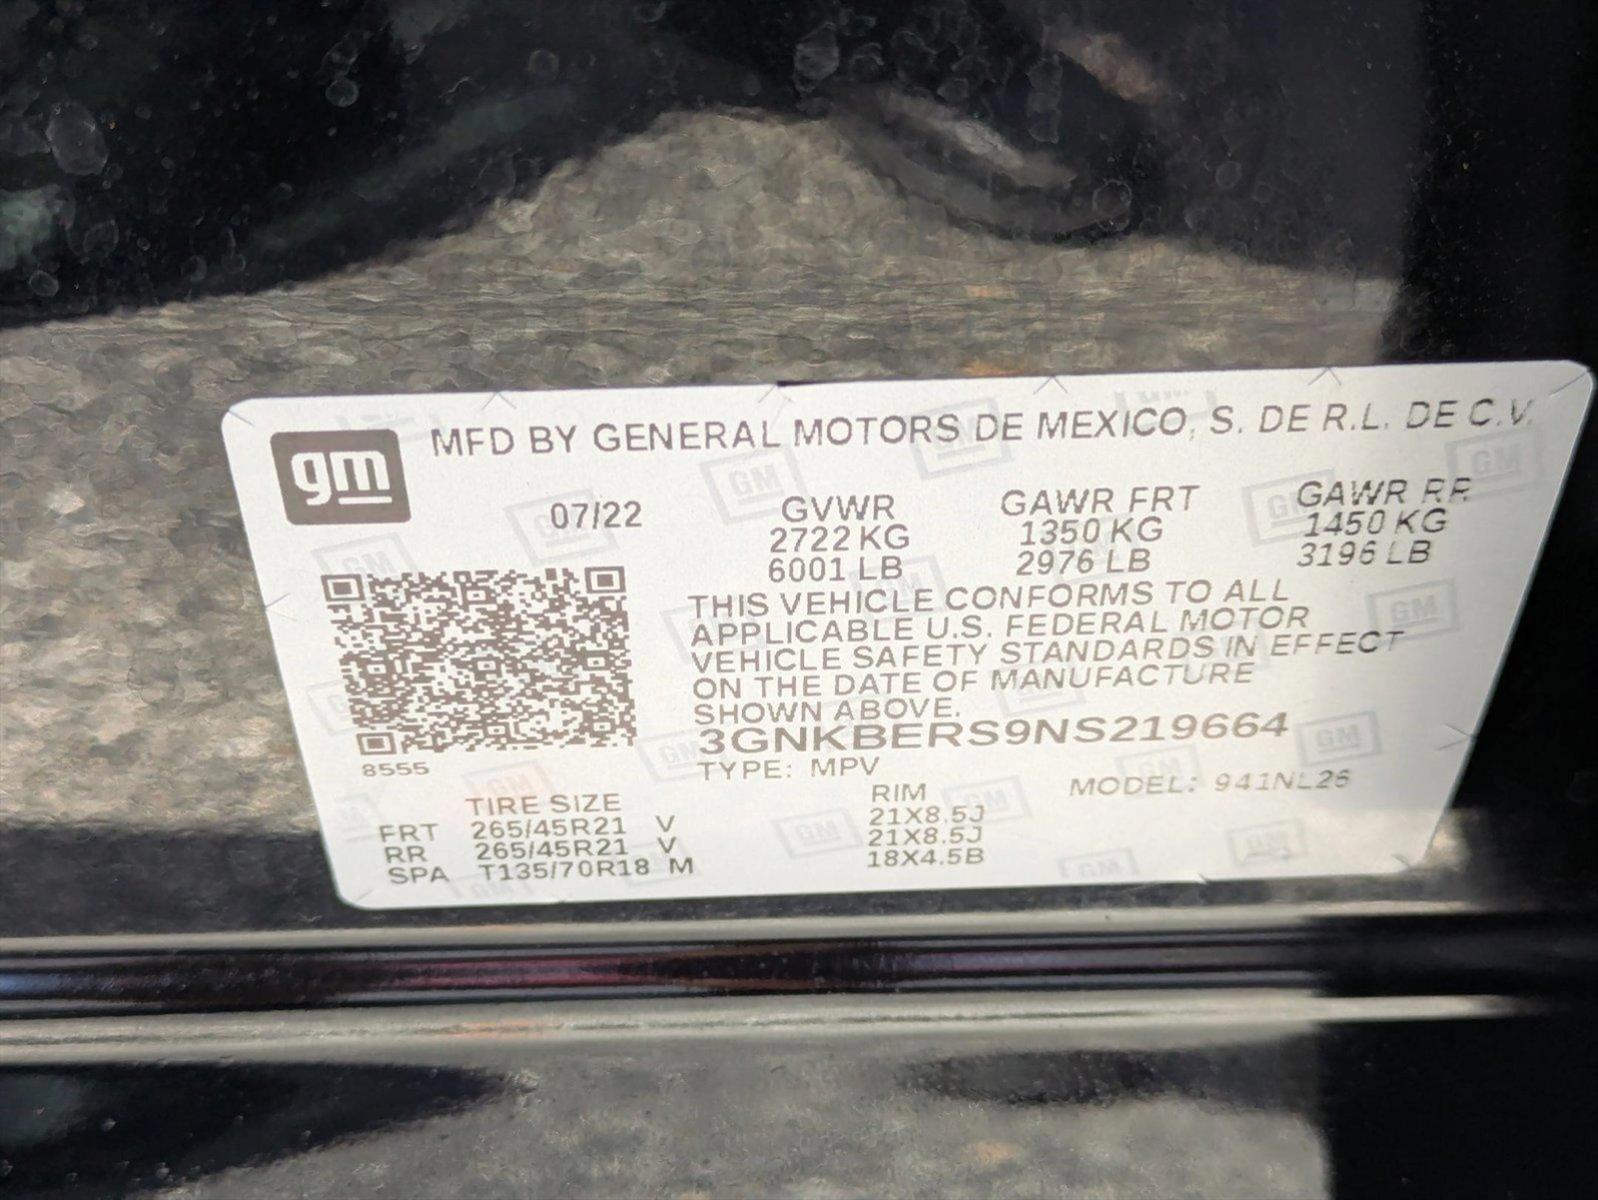 gm
MFD BY GENERAL MOTORS DE MEXICO, S. DE R.L. DE C.V.
07/22 GVWR GAWR FRT GAWR RR
2722 KG 1350 KG 1450 KG
6001 LB 2976 LB 3196 LB
THIS VEHICLE CONFORMS TO ALL
APPLICABLE U.S. FEDERAL MOTOR
VEHICLE SAFETY STANDARDS IN EFFECT
ON THE DATE OF MANUFACTURE
SHOWN ABOVE.
3GNKBERS9NS219664
8555 TYPE: MPV MODEL: 941NL26
TIRE SIZE RIM
FRT 265/45R21 V 21X8.5J
RR 265/45R21 V 21X8.5J
SPA T135/70R18 M 18X4.5B